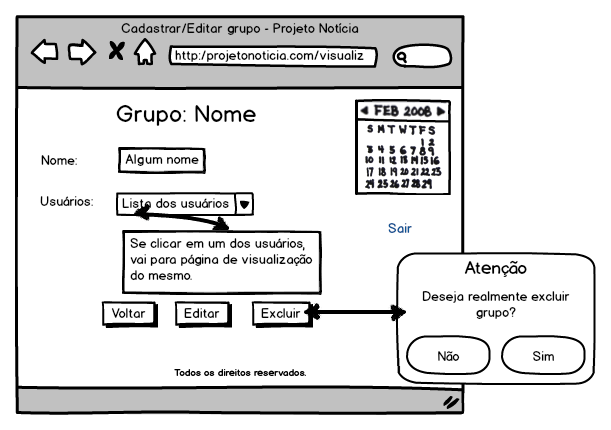 Cadastrar/Editar grupo - Projeto Notícia
http:/projetonoticia.com/visualiz
Grupo: Nome
FEB 2008
S M T W T F S
1 2
3 4 5 6 7 8 9
10 11 12 13 14 15 16
17 18 19 20 21 22 23
24 25 26 27 28 29
Nome:
Algum nome
Usuários:
Lista dos usuários
Sair
Se clicar em um dos usuários,
vai para página de visualização
do mesmo.
Atenção
Deseja realmente excluir
grupo?
Não
Sim
Voltar
Editar
Excluir
Todos os direitos reservados.